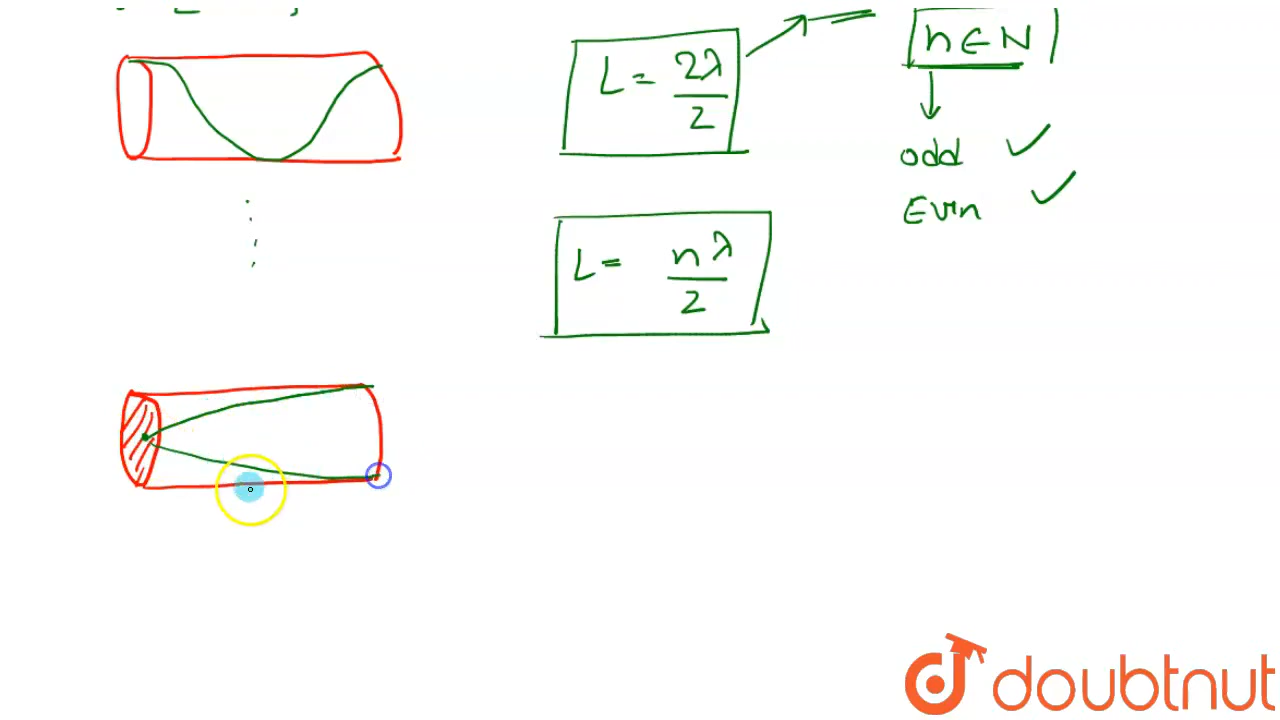 n∈N
L = 2λ/2
odd ✓
Even ✓
L = nλ/2
doubtnut